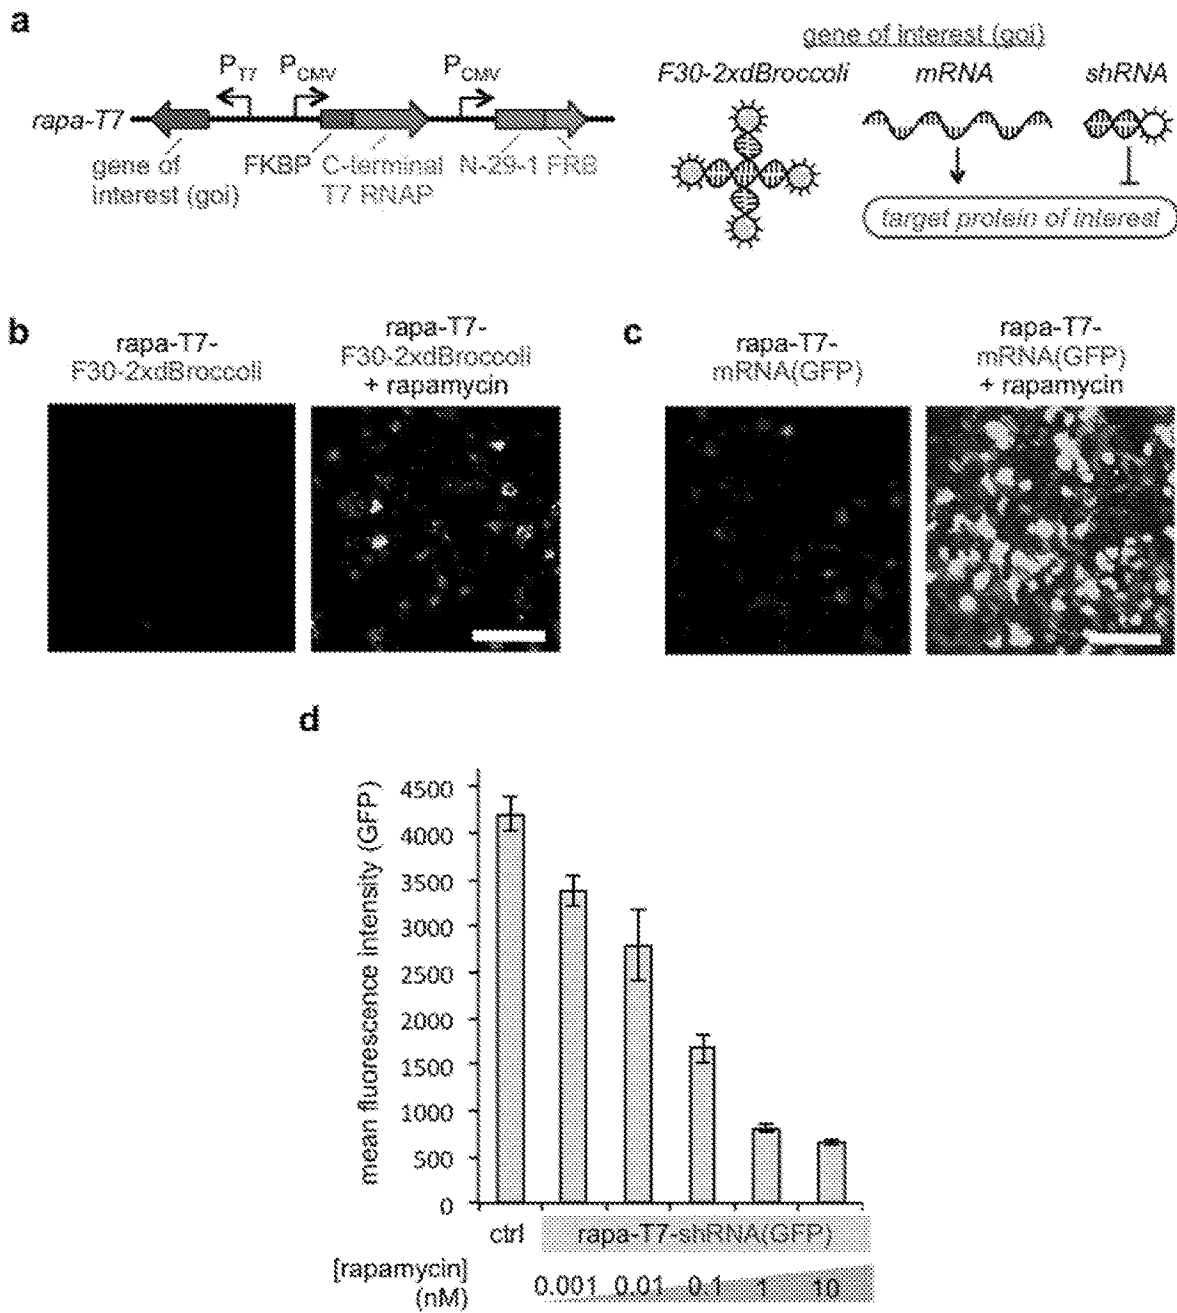 a
gene of interest (goi)
P_T7 P_CMV P_CMV
F30-2xdBroccoli mRNA shRNA
rapa-T7
gene of FKBP C-terminal N-29-1 FRB
interest (goi) T7 RNAP
target protein of interest
b
rapa-T7-
F30-2xdBroccoli
rapa-T7-
F30-2xdBroccoli
+ rapamycin
c
rapa-T7-
mRNA(GFP)
rapa-T7-
mRNA(GFP)
+ rapamycin
d
mean fluorescence intensity (GFP)
4500
4000
3500
3000
2500
2000
1500
1000
500
0
ctrl rapa-T7-shRNA(GFP)
[rapamycin] 0.001 0.01 0.1 1 10
(nM)